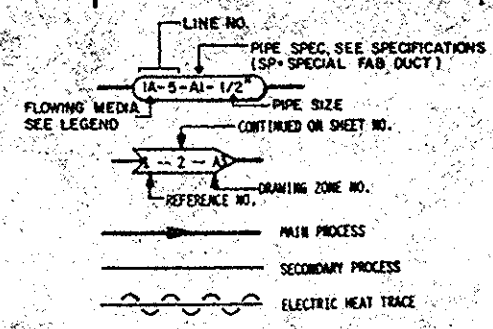 LINE NO.
PIPE SPEC, SEE SPECIFICATIONS
(SP=SPECIAL FAB DUCT)
IA-5-A1-1/2"
FLOWING MEDIA
SEE LEGEND
PIPE SIZE
CONTINUED ON SHEET NO.
1 - 2 - A3
DRAWING ZONE NO.
REFERENCE NO.
MAIN PROCESS
SECONDARY PROCESS
ELECTRIC HEAT TRACE